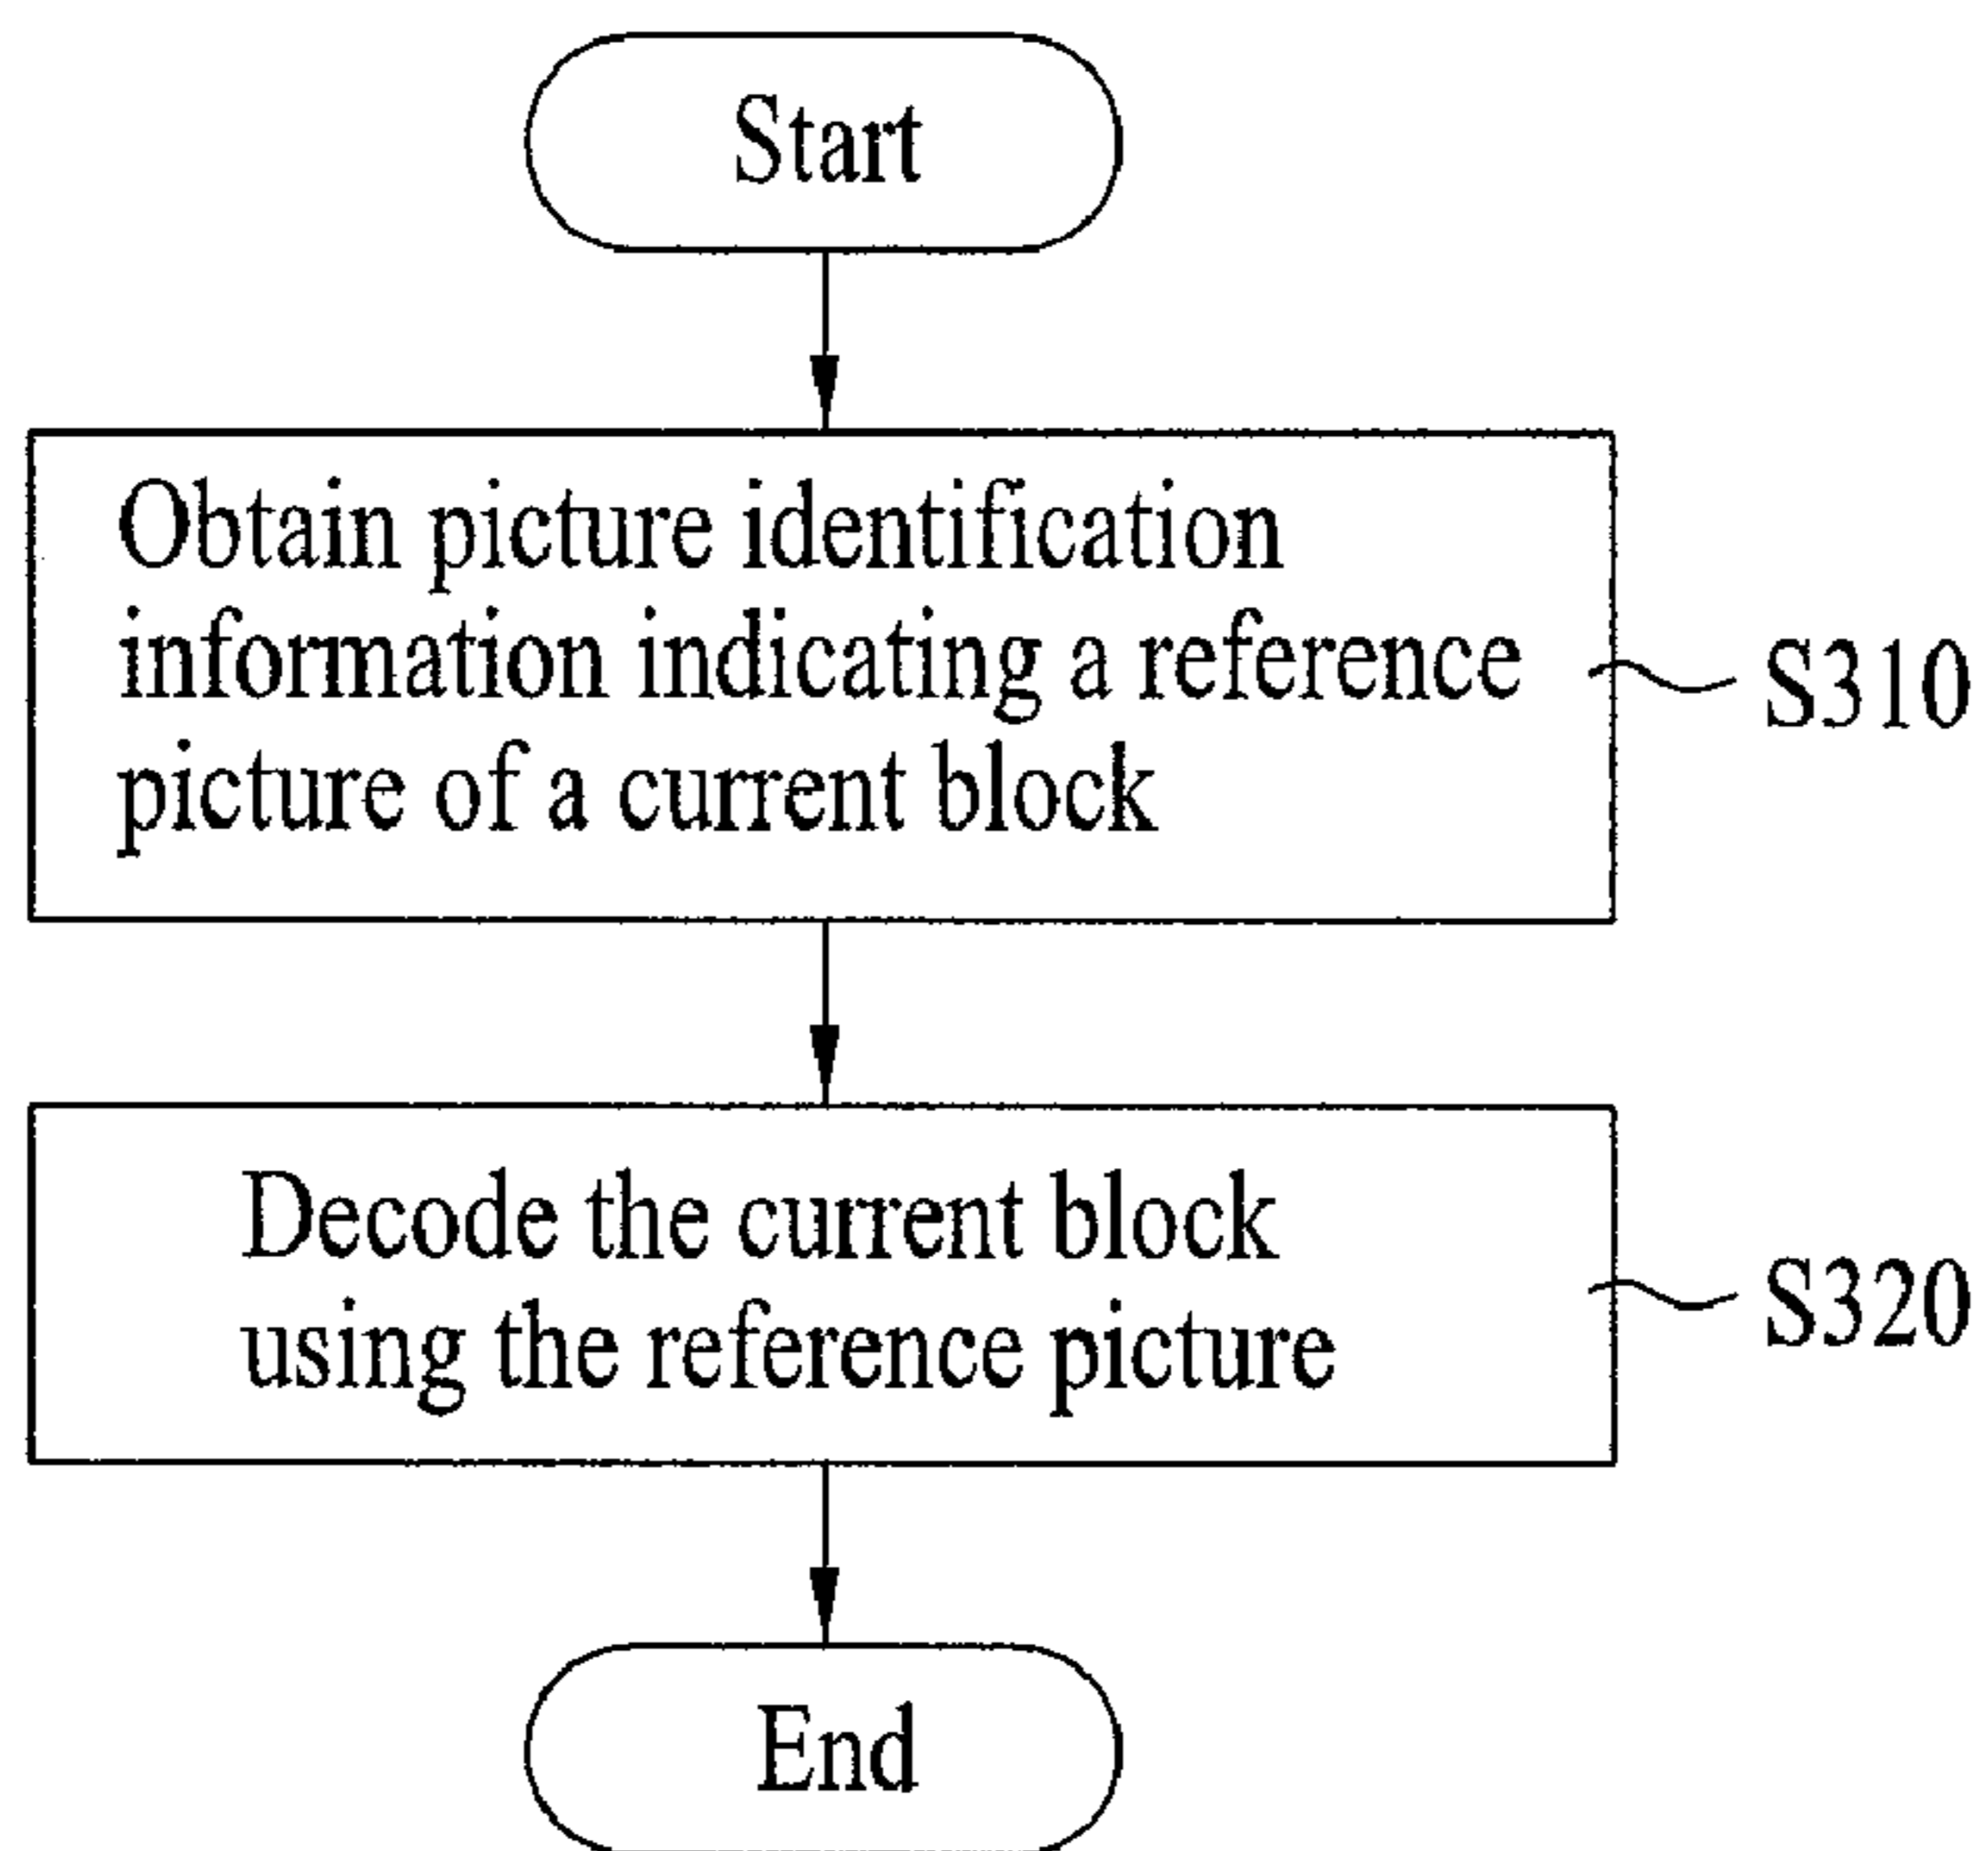 Start
Obtain picture identification
information indicating a reference
picture of a current block
S310
Decode the current block
using the reference picture
S320
End